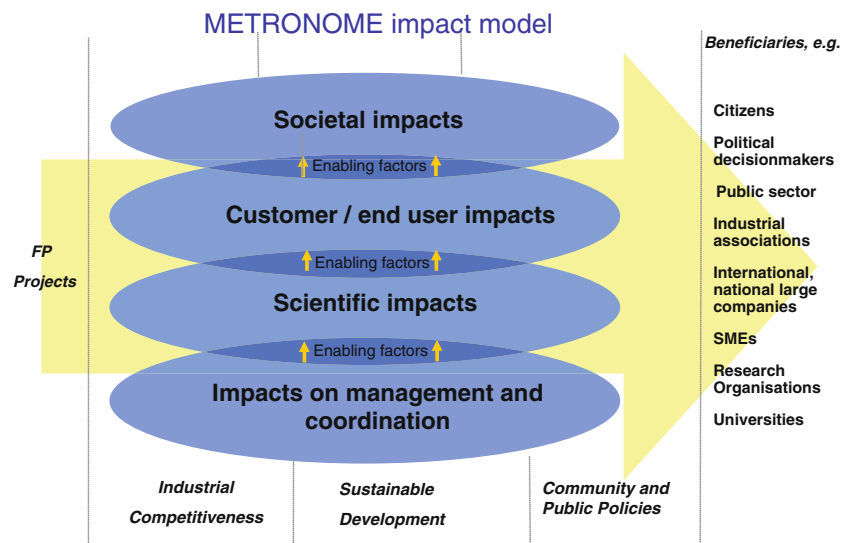 METRONOME impact model
Beneficiaries, e.g.
Societal impacts
Enabling factors
Customer / end user impacts
Enabling factors
Scientific impacts
Enabling factors
Impacts on management and
coordination
FP
Projects
Citizens
Political
decisionmakers
Public sector
Industrial
associations
International,
national large
companies
SMEs
Research
Organisations
Universities
Industrial
Competitiveness
Sustainable
Development
Community and
Public Policies